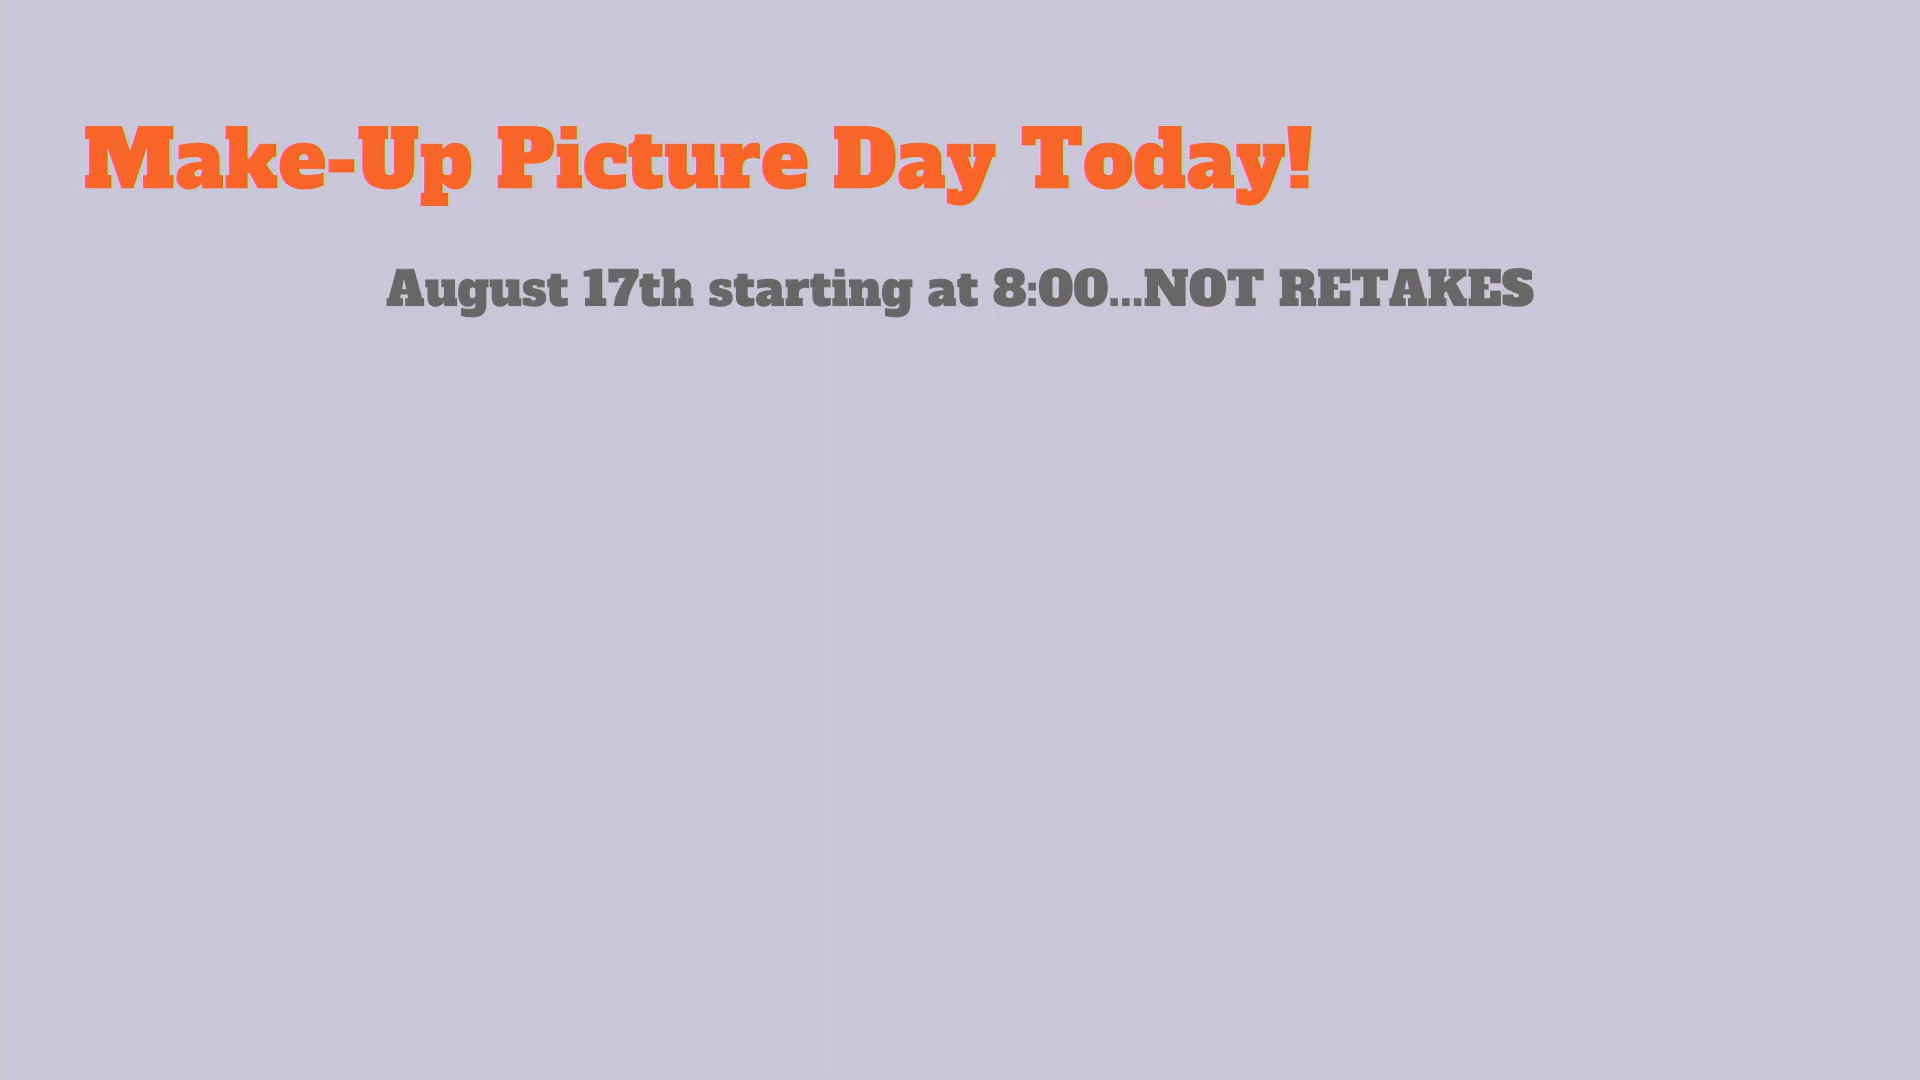 Make-Up Picture Day Today!
August 17th starting at 8:00...NOT RETAKES